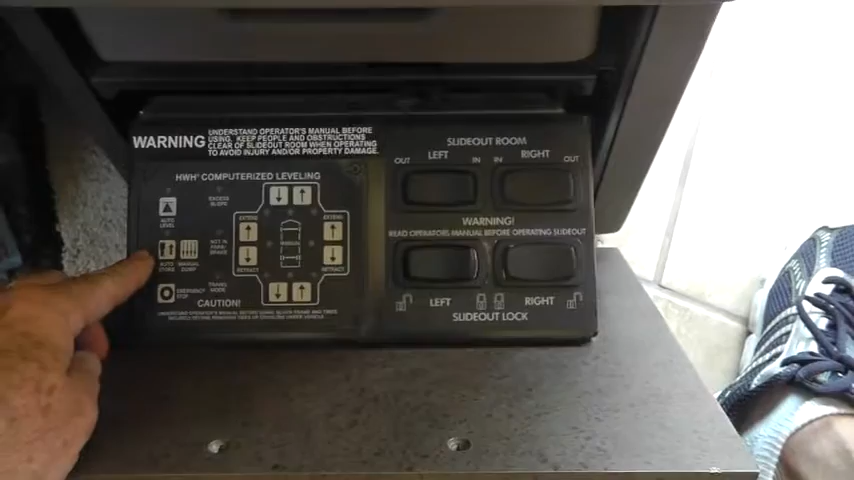 WARNING
UNDERSTAND OPERATOR'S MANUAL BEFORE
USING. KEEP PEOPLE AND OBSTRUCTIONS
CLEAR OF SLIDEOUT ROOM WHEN OPERATING
TO AVOID INJURY AND/OR PROPERTY DAMAGE.
HWH® COMPUTERIZED LEVELING
AUTO
LEVEL
EXCESS
SLOPE
EXTEND
EXTEND
NOT IN
PARK/
BRAKE
WARNING
AUTO
STORE
MANUAL
DUMP
TRAVEL
RETRACT
RETRACT
EMERGENCY
STOP
CAUTION!
SLIDEOUT ROOM
OUT LEFT IN IN RIGHT OUT
WARNING!
READ OPERATORS MANUAL BEFORE OPERATING SLIDEOUT.
LEFT RIGHT
SLIDEOUT LOCK